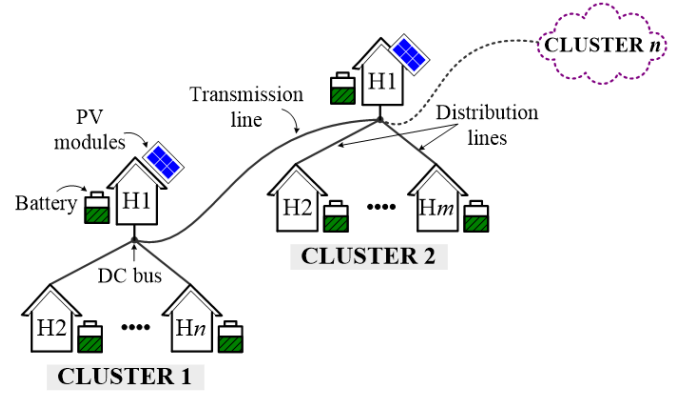 CLUSTER n
H1
Transmission
line
Distribution
lines
PV
modules
Battery
H1
H2
Hm
CLUSTER 2
DC bus
H2
Hn
CLUSTER 1